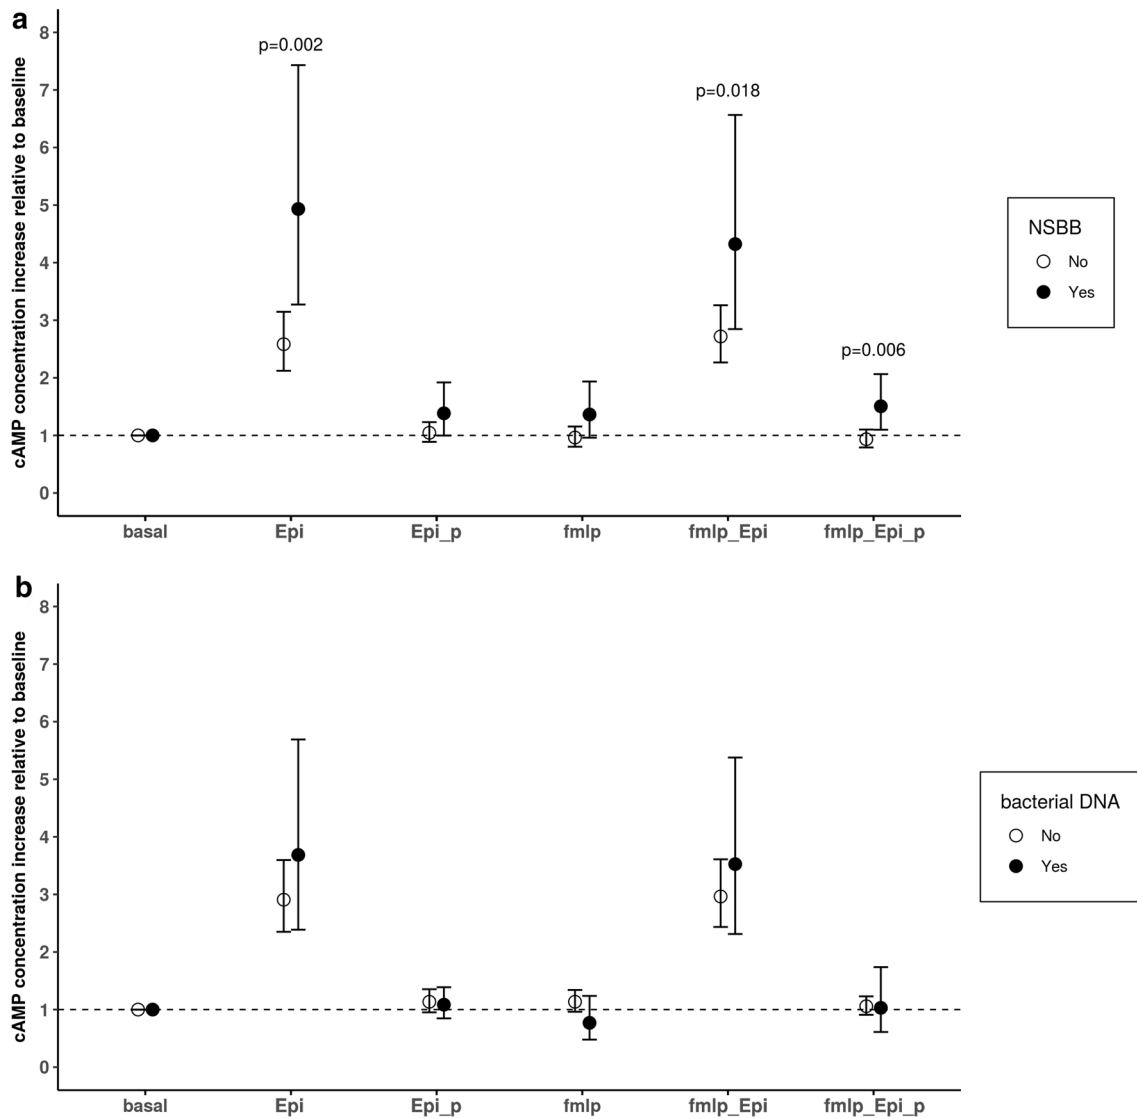 a
cAMP concentration increase relative to baseline
8
7
6
5
4
3
2
1
0
p=0.002
p=0.018
p=0.006
basal Epi Epi_p fmlp fmlp_Epi fmlp_Epi_p
NSBB
No
Yes
b
cAMP concentration increase relative to baseline
8
7
6
5
4
3
2
1
0
basal Epi Epi_p fmlp fmlp_Epi fmlp_Epi_p
bacterial DNA
No
Yes